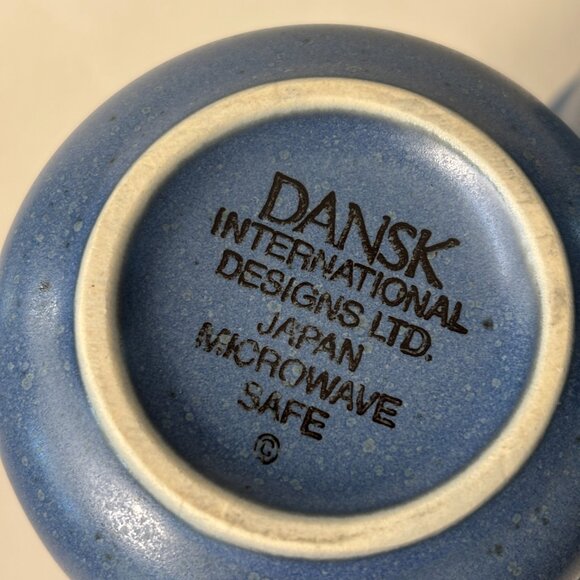 DANSK
INTERNATIONAL
DESIGNS LTD.
JAPAN
MICROWAVE
SAFE
©